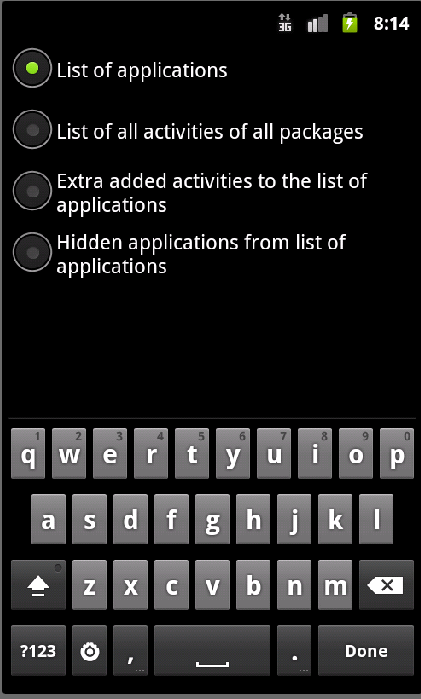 3G 8:14
List of applications
List of all activities of all packages
Extra added activities to the list of
applications
Hidden applications from list of
applications
1 2 3 4 5 6 7 8 9 0
q w e r t y u i o p
a s d f g h j k l
z x c v b n m
?123 , ... . ... Done